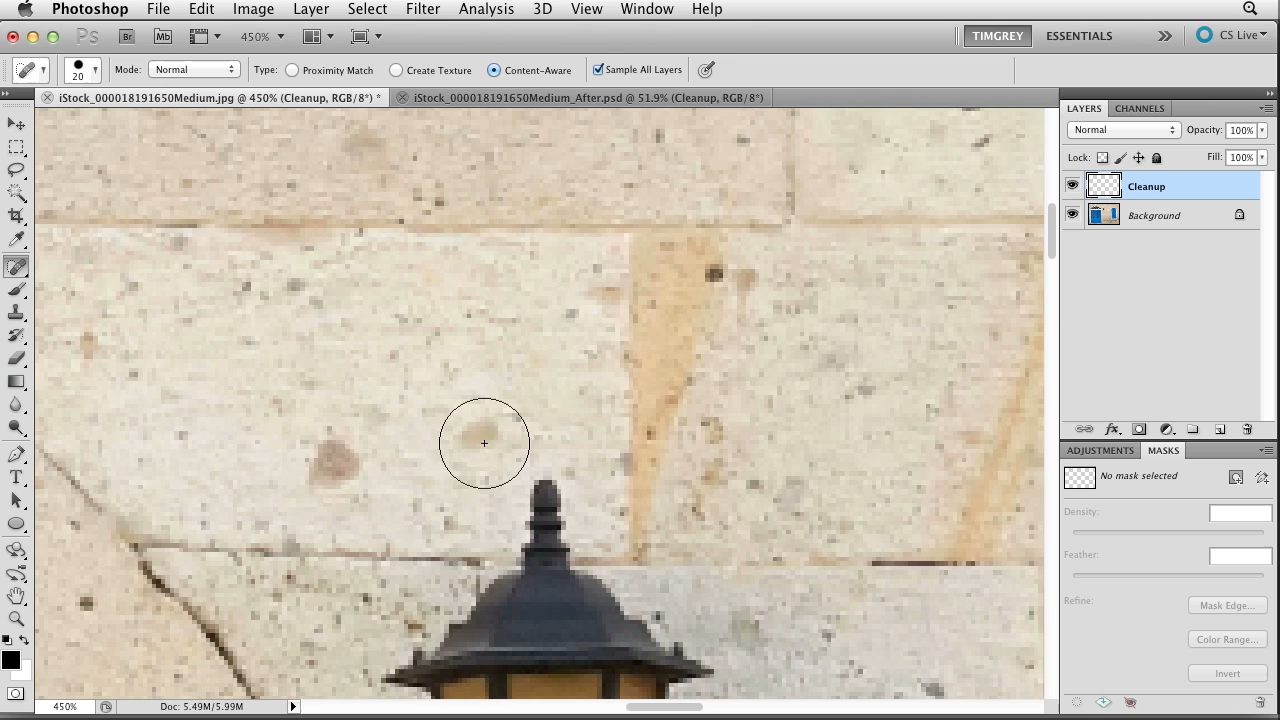 Photoshop File Edit Image Layer Select Filter Analysis 3D View Window Help
Ps Br Mb 450% TIMGREY ESSENTIALS CS Live
20 Mode: Normal Type: Proximity Match Create Texture Content-Aware Sample All Layers
iStock_000018191650Medium.jpg @ 450% (Cleanup, RGB/8*) * iStock_000018191650Medium_After.psd @ 51.9% (Cleanup, RGB/8*)
LAYERS CHANNELS
Normal Opacity: 100%
Lock: Fill: 100%
Cleanup
Background
fx
ADJUSTMENTS MASKS
No mask selected
Density:
Feather:
Refine: Mask Edge...
Color Range...
Invert
T
450% Doc: 5.49M/5.99M